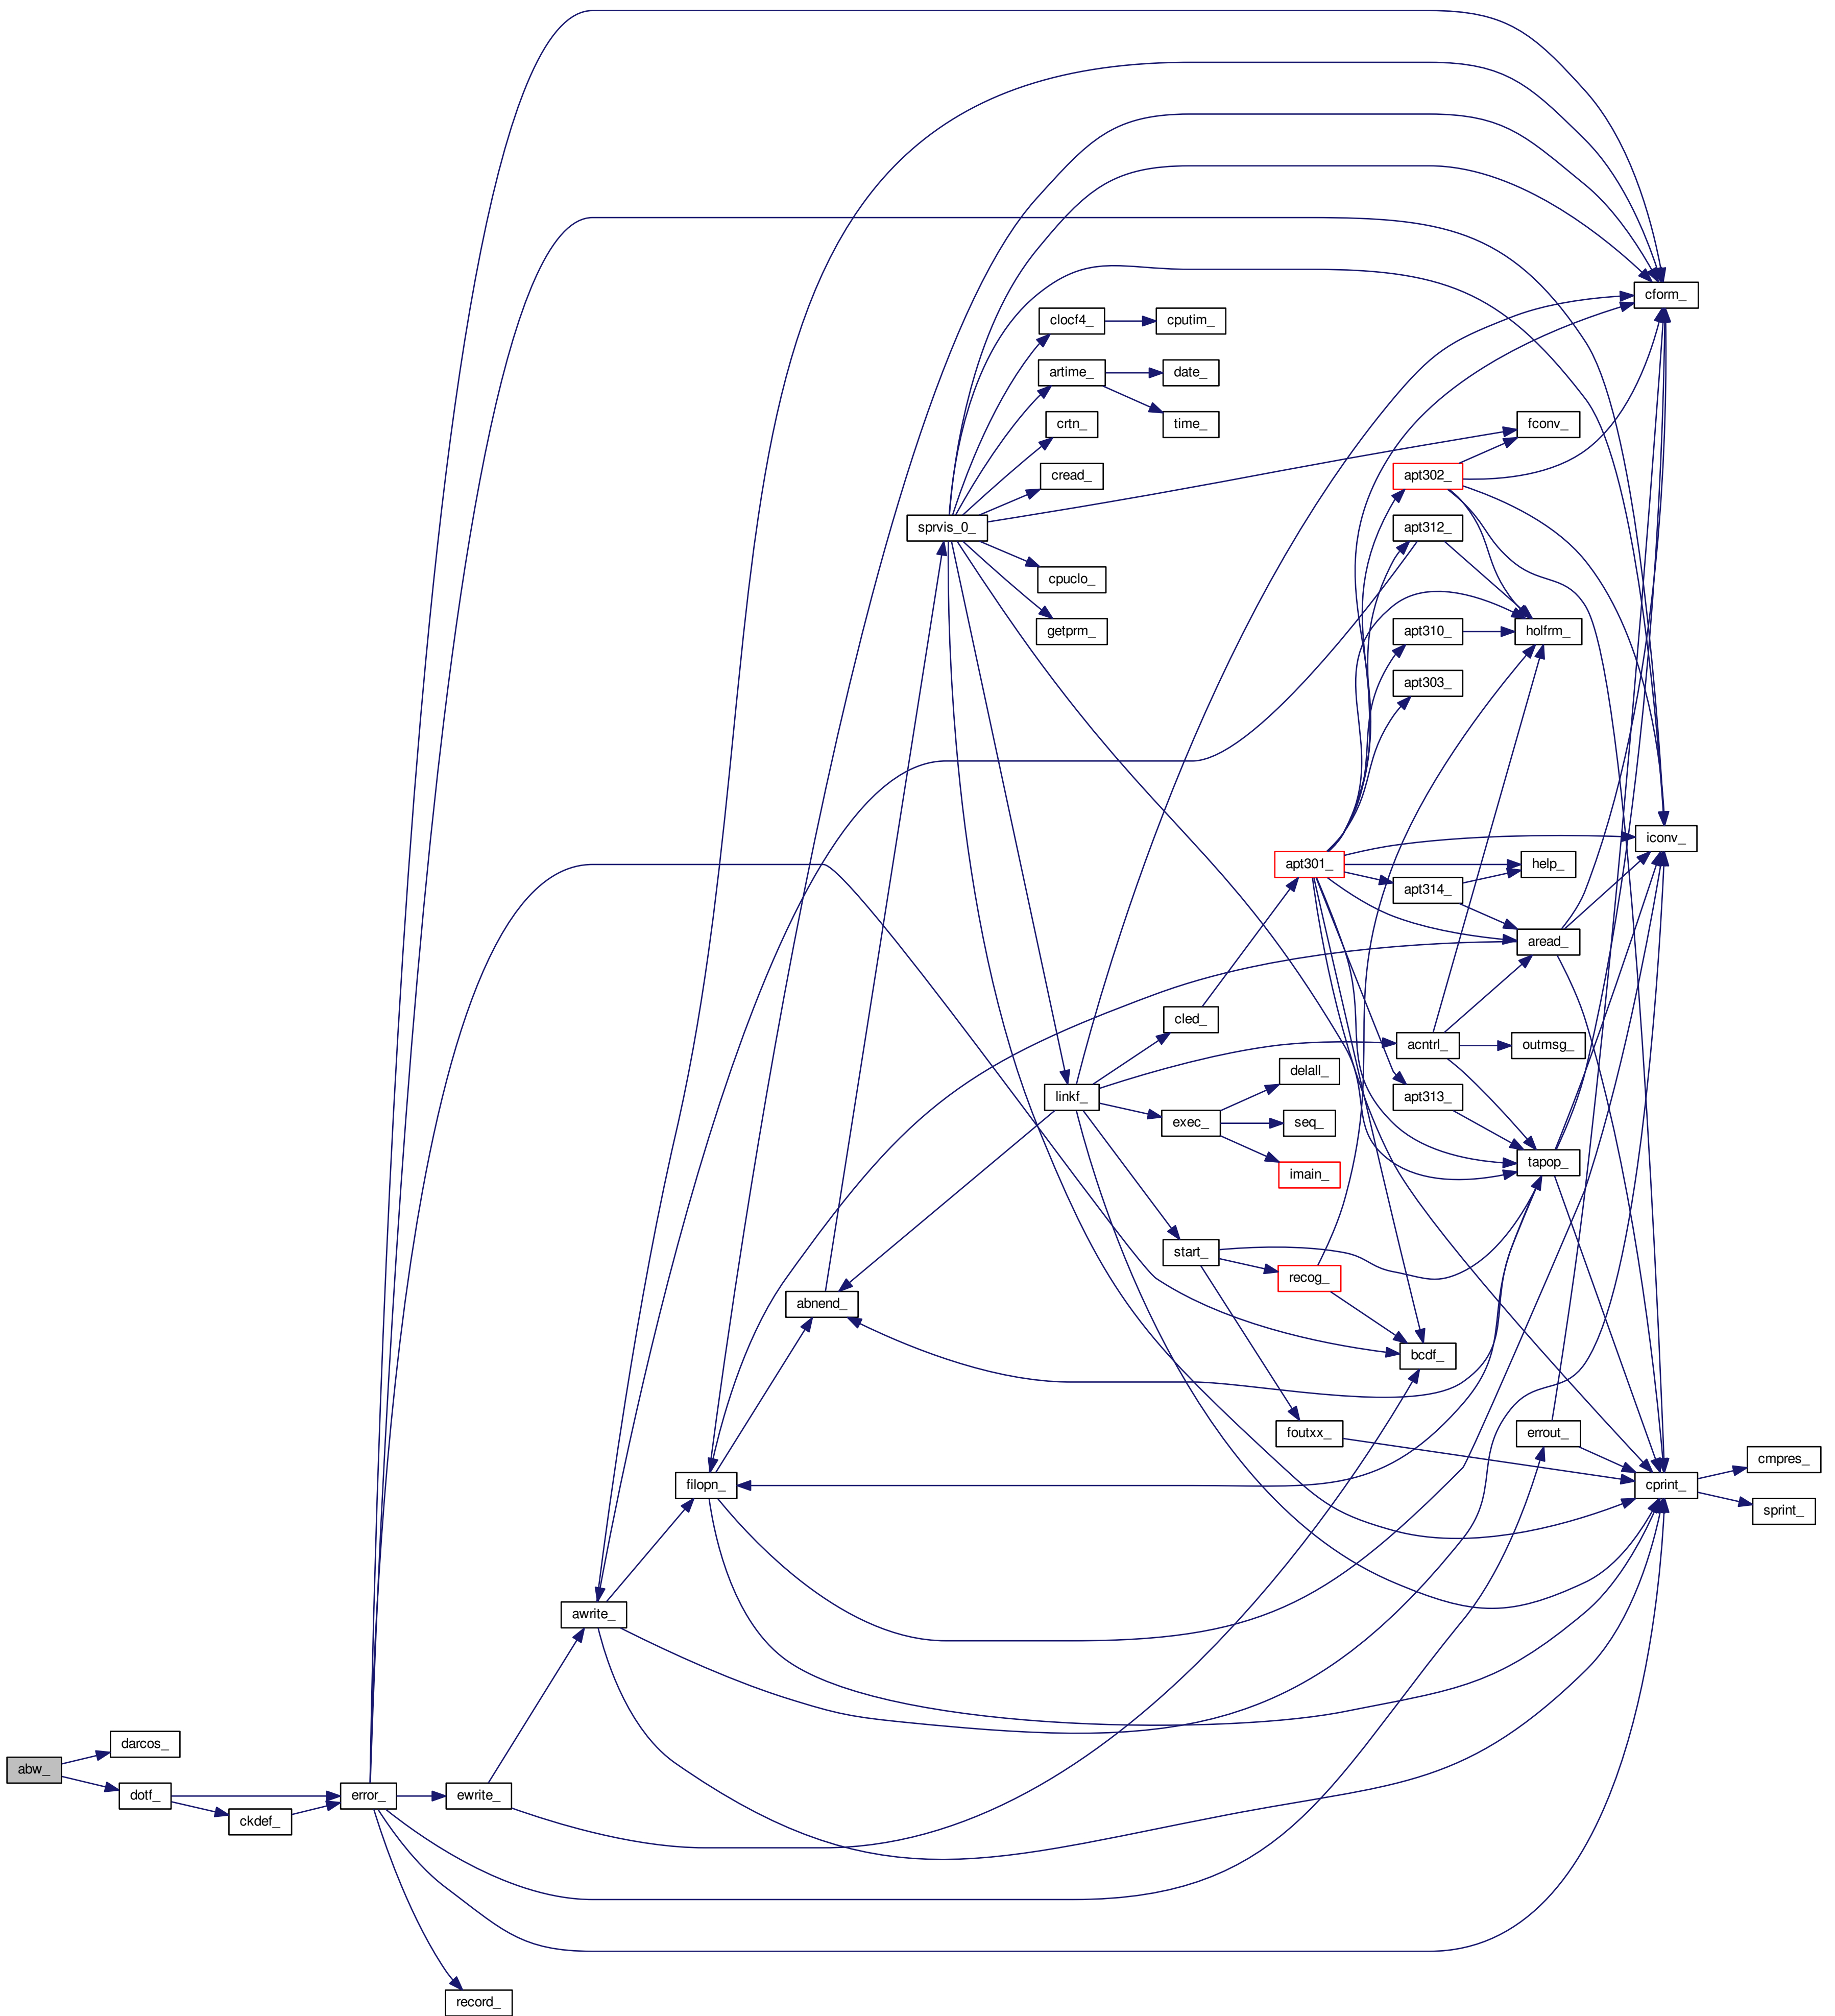 cform_
clocf4_
cputim_
artime_
date_
crtn_
time_
fconv_
cread_
apt302_
sprvis_0_
apt312_
cpuclo_
getprm_
apt310_
holfrm_
apt303_
iconv_
apt301_
help_
apt314_
aread_
cled_
acntrl_
outmsg_
delall_
linkf_
apt313_
exec_
seq_
tapop_
imain_
start_
recog_
abnend_
bcdf_
foutxx_
errout_
cmpres_
filopn_
cprint_
sprint_
awrite_
darcos_
abw_
dotf_
error_
ewrite_
ckdef_
record_